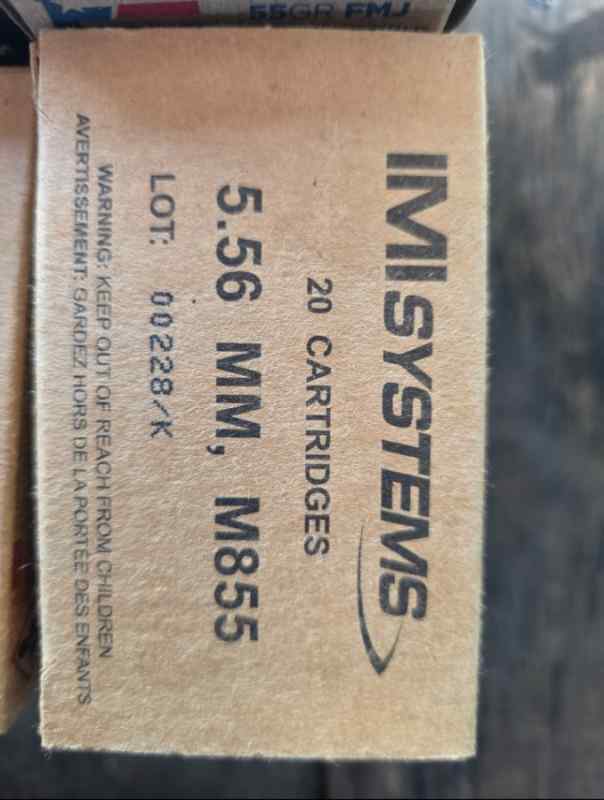 55GR FMJ
IMI SYSTEMS
20 CARTRIDGES
5.56 MM, M855
LOT: 00228/K
WARNING: KEEP OUT OF REACH FROM CHILDREN
AVERTISSEMENT: GARDEZ HORS DE LA PORTÉE DES ENFANTS